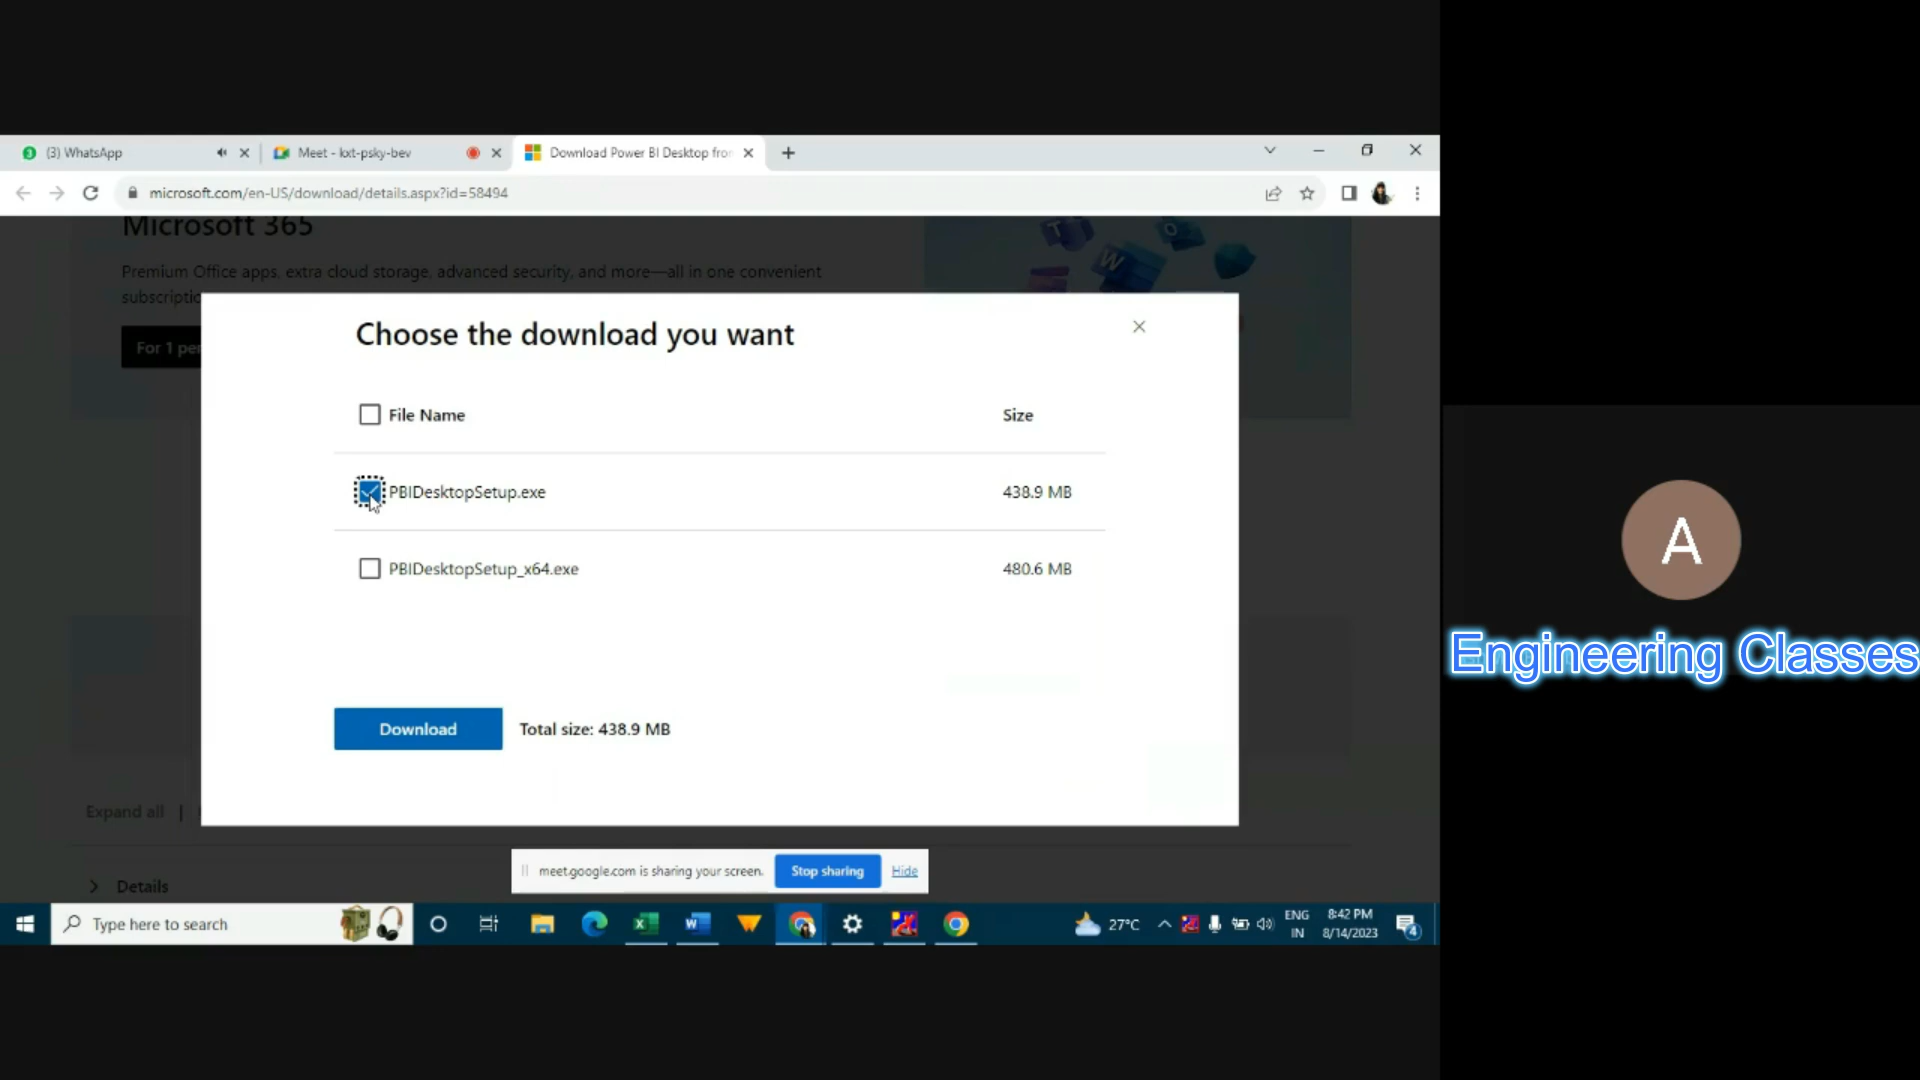 (3) WhatsApp
Meet - kxt-psky-bev
Download Power BI Desktop from
microsoft.com/en-US/download/details.aspx?id=58494
Microsoft 365
Premium Office apps, extra cloud storage, advanced security, and more—all in one convenient
subscriptio
For 1 per
Choose the download you want
File Name
Size
PBIDesktopSetup.exe
438.9 MB
PBIDesktopSetup_x64.exe
480.6 MB
Download
Total size: 438.9 MB
Expand all |
Details
meet.google.com is sharing your screen.
Stop sharing
Hide
Type here to search
27°C
ENG
IN
8:42 PM
8/14/2023
4
A
Engineering Classes